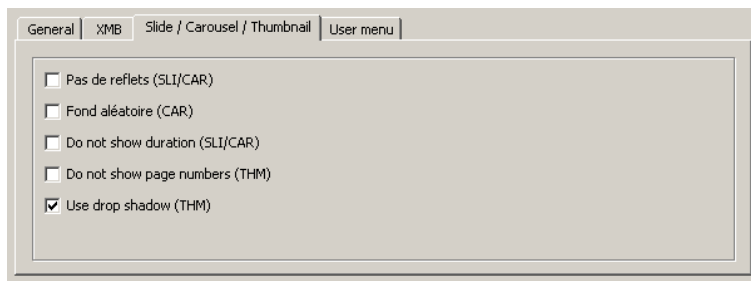 General XMB Slide / Carousel / Thumbnail User menu
Pas de reflets (SLI/CAR)
Fond aléatoire (CAR)
Do not show duration (SLI/CAR)
Do not show page numbers (THM)
Use drop shadow (THM)